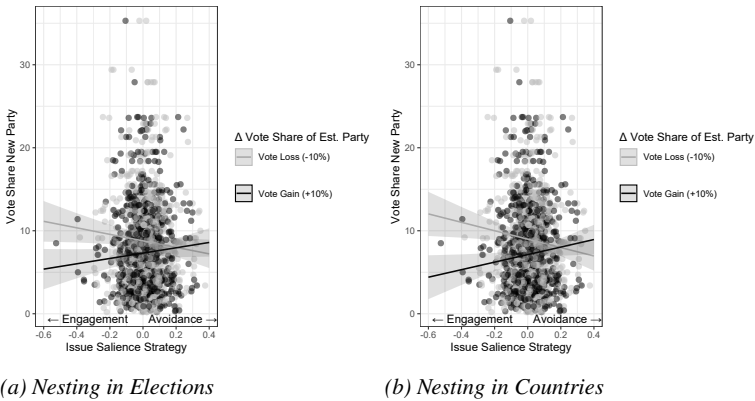 Vote Share New Party
30
20
10
0
-0.6 -0.4 -0.2 0.0 0.2 0.4
← Engagement Avoidance →
Issue Salience Strategy
Δ Vote Share of Est. Party
Vote Loss (-10%)
Vote Gain (+10%)
(a) Nesting in Elections
Vote Share New Party
30
20
10
0
-0.6 -0.4 -0.2 0.0 0.2 0.4
← Engagement Avoidance →
Issue Salience Strategy
Δ Vote Share of Est. Party
Vote Loss (-10%)
Vote Gain (+10%)
(b) Nesting in Countries